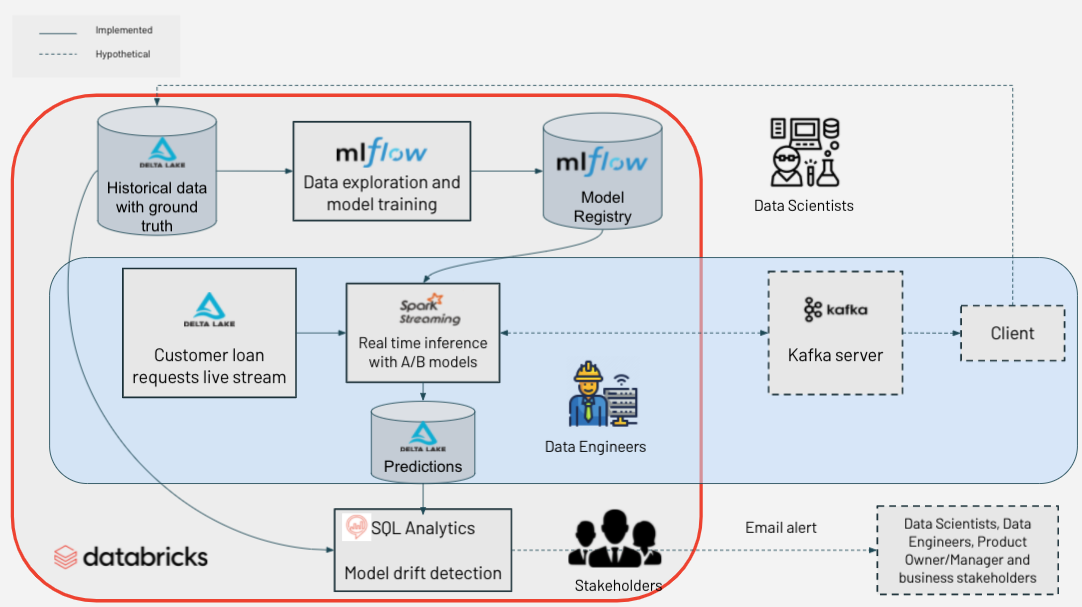 Implemented
Hypothetical
DELTA LAKE
Historical data
with ground
truth
mlflow
Data exploration and
model training
mlflow
Model
Registry
Data Scientists
DELTA LAKE
Customer loan
requests live stream
Spark
Streaming
Real time inference
with A/B models
kafka
Kafka server
Client
DELTA LAKE
Predictions
Data Engineers
SQL Analytics
Model drift detection
databricks
Stakeholders
Email alert
Data Scientists, Data
Engineers, Product
Owner/Manager and
business stakeholders